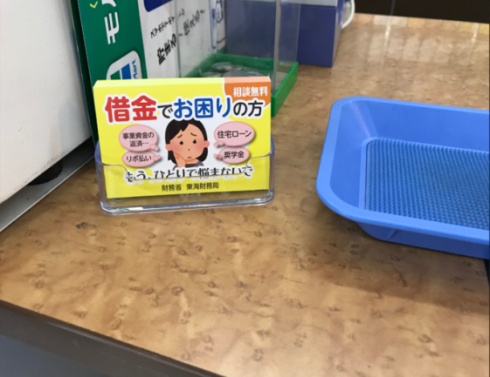 相談無料
借金でお困りの方
事業資金の
返済…
住宅ローン
リボ払い
奨学金
もう、ひとりで悩まないで
財務省 東海財務局
モバ